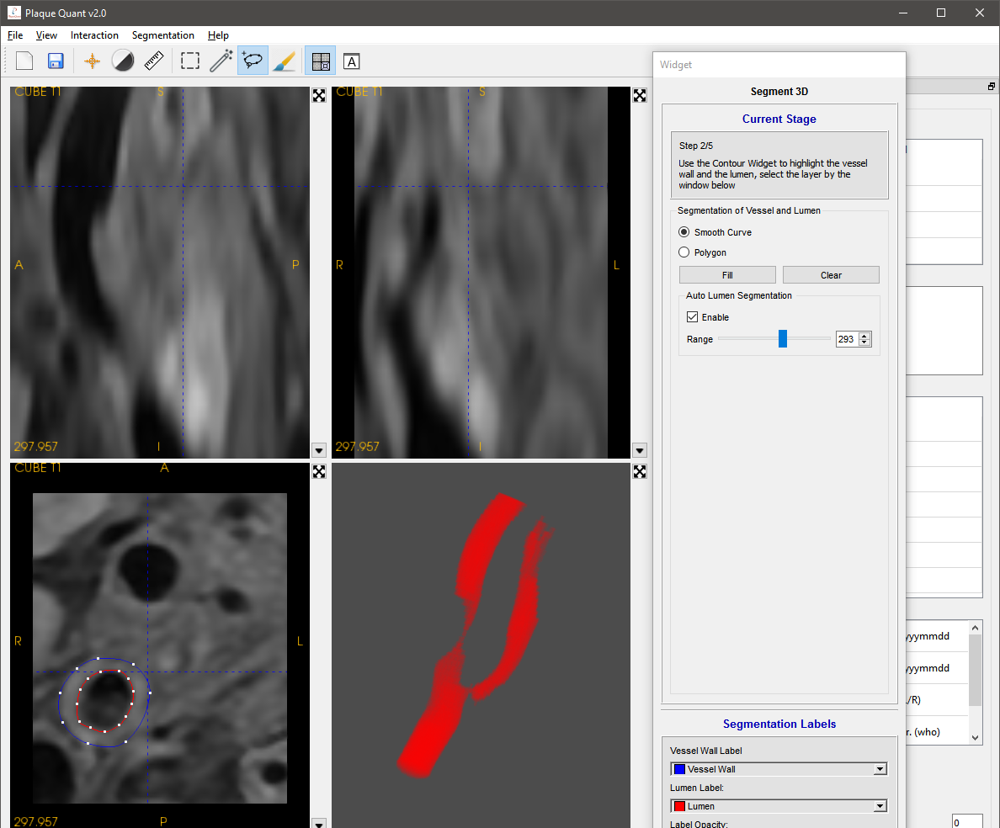 Plaque Quant v2.0
File View Interaction Segmentation Help
A
CUBE T1
S
A
P
297.957
I
CUBE T1
S
R
L
297.957
I
CUBE T1
A
R
L
297.957
P
Widget
Segment 3D
Current Stage
Step 2/5
Use the Contour Widget to highlight the vessel
wall and the lumen, select the layer by the
window below
Segmentation of Vessel and Lumen
Smooth Curve
Polygon
Fill
Clear
Auto Lumen Segmentation
Enable
Range
293
Segmentation Labels
Vessel Wall Label
Vessel Wall
Lumen Label:
Lumen
Label Opacity:
yyymmdd
yyymmdd
/R)
r. (who)
0